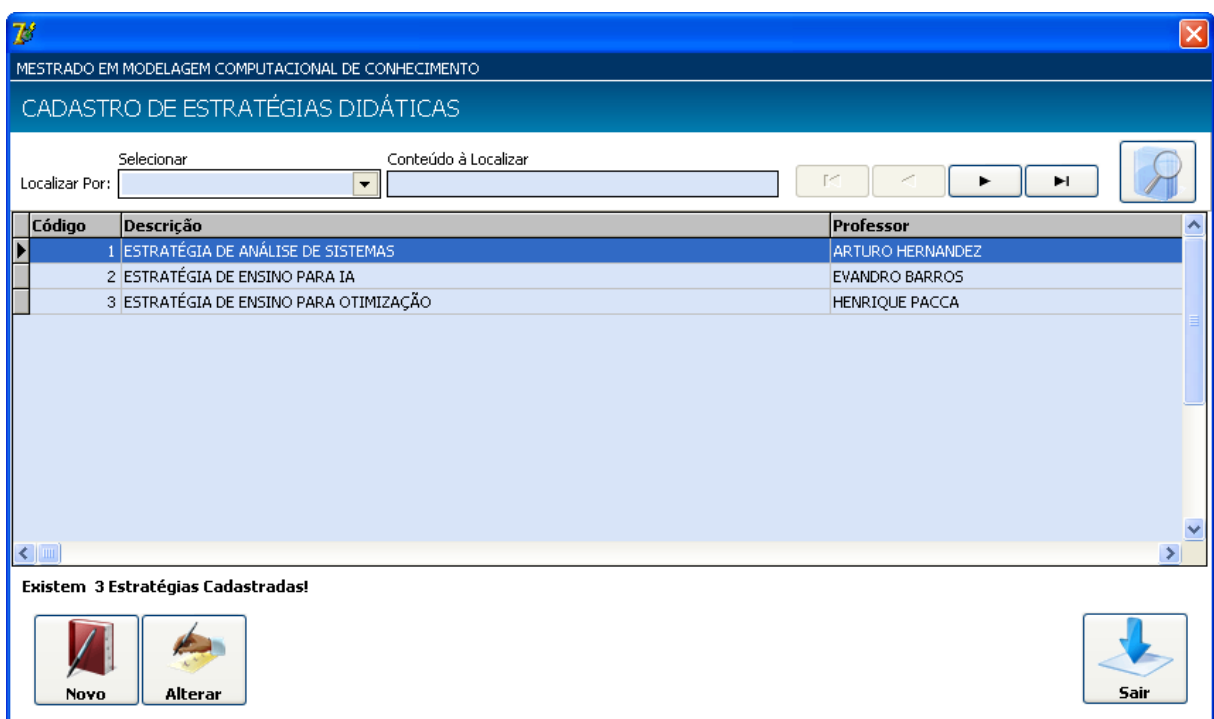 MESTRADO EM MODELAGEM COMPUTACIONAL DE CONHECIMENTO
CADASTRO DE ESTRATÉGIAS DIDÁTICAS
Selecionar Conteúdo à Localizar
Localizar Por:
Código Descrição Professor
1 ESTRATÉGIA DE ANÁLISE DE SISTEMAS ARTURO HERNANDEZ
2 ESTRATÉGIA DE ENSINO PARA IA EVANDRO BARROS
3 ESTRATÉGIA DE ENSINO PARA OTIMIZAÇÃO HENRIQUE PACCA
Existem 3 Estratégias Cadastradas!
Novo Alterar Sair